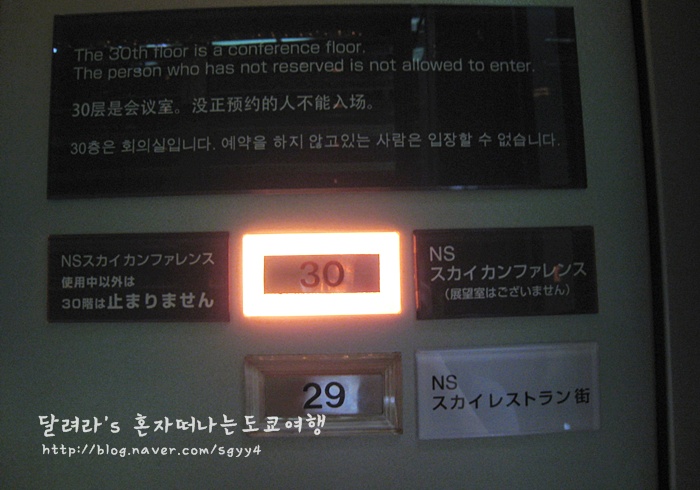 The 30th floor is a conference floor.
The person who has not reserved is not allowed to enter.
30层是会议室。没正预约的人不能入场。
30층은 회의실입니다. 예약을 하지 않고있는 사람은 입장할 수 없습니다.
NSスカイカンファレンス
使用中以外は
30階は止まりません
30
NS
スカイカンファレンス
(展望室はございません)
29
NS
スカイレストラン街
달려라's 혼자떠나는도쿄여행
http://blog.naver.com/sgyy4